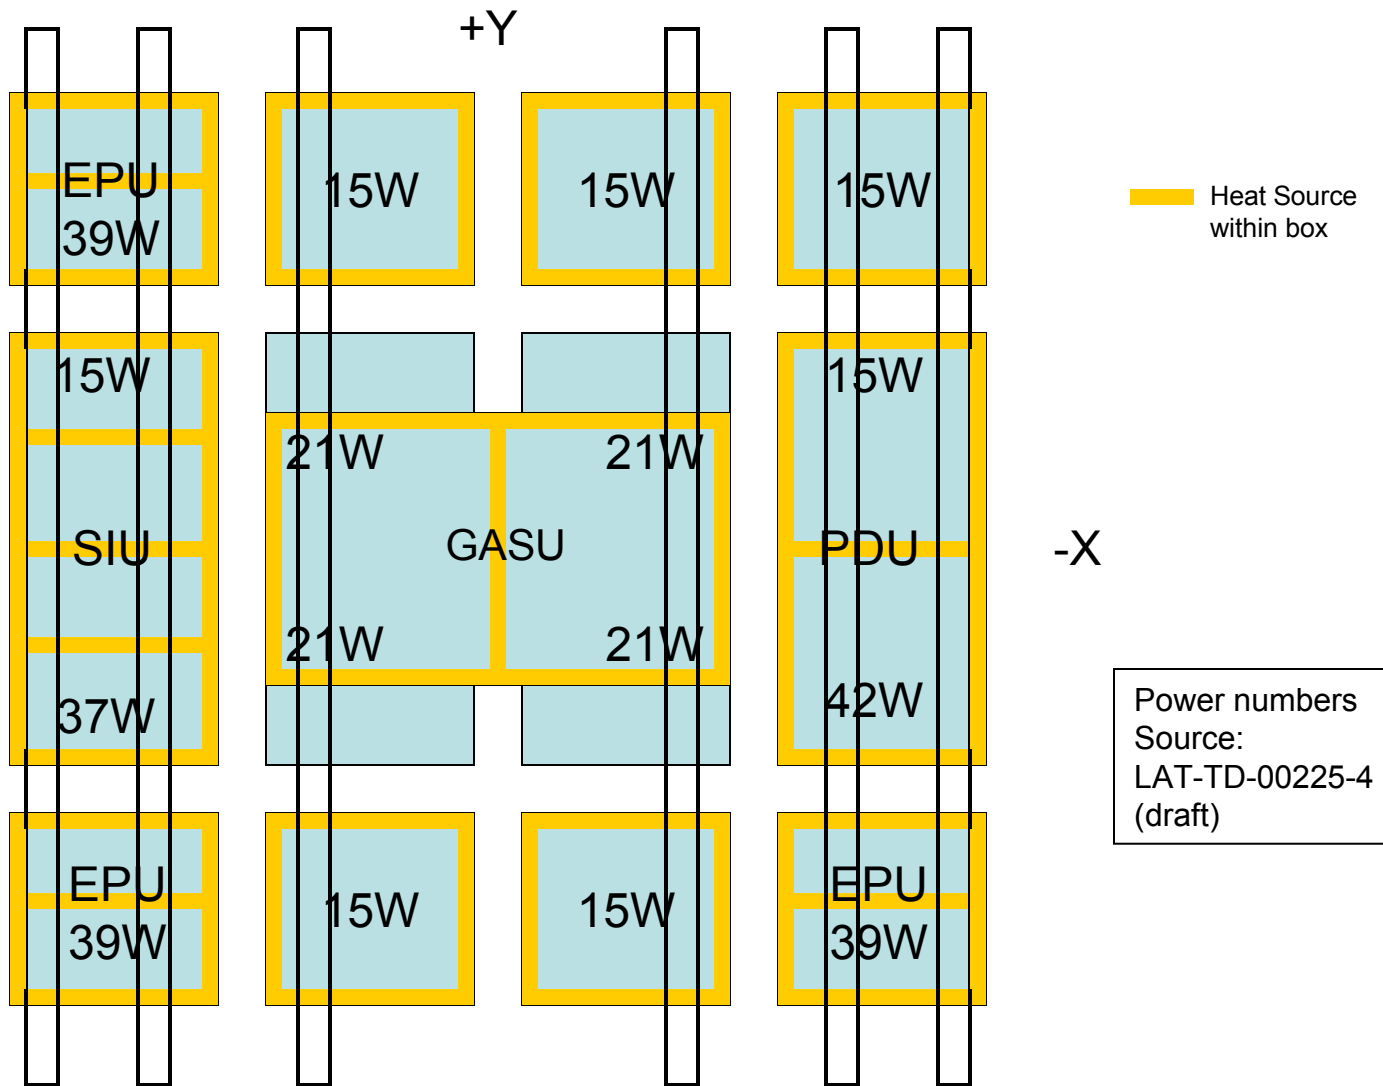 +Y
EPU
39W
15W
15W
15W
Heat Source
within box
15W
15W
21W
21W
SIU
GASU
PDU
-X
21W
21W
37W
42W
Power numbers
Source:
LAT-TD-00225-4
(draft)
EPU
39W
15W
15W
EPU
39W